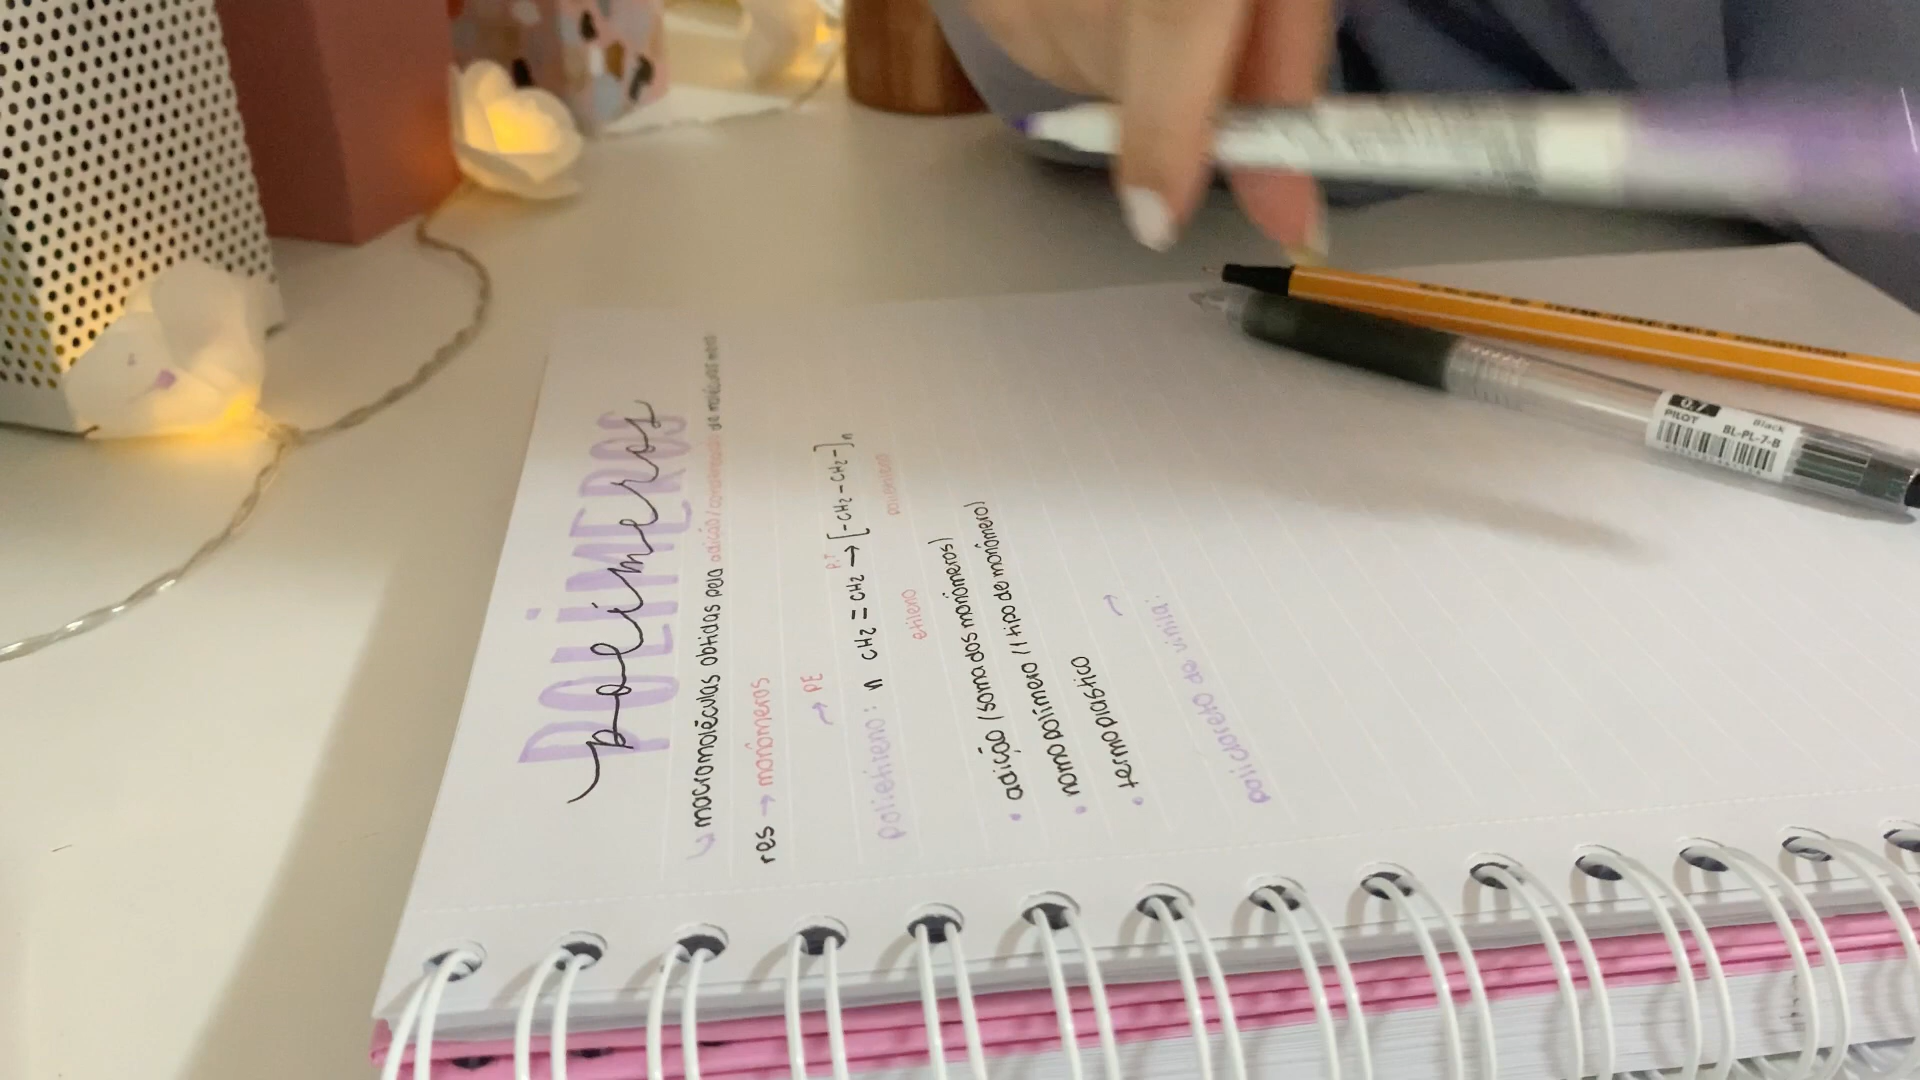 POLÍMEROS
polímeros
↳ macromoléculas obtidas pela adição/condensação de moléculas meno
res → monômeros
→ PE
polietileno: n CH2 = CH2 P,T → [-CH2-CH2-]n
etileno polietileno
• adição (soma dos monômeros)
• homopolímero (1 tipo de monômero)
• termoplástico
policloreto de vinila:
0.7 Black
PILOT BL-PL-7-B